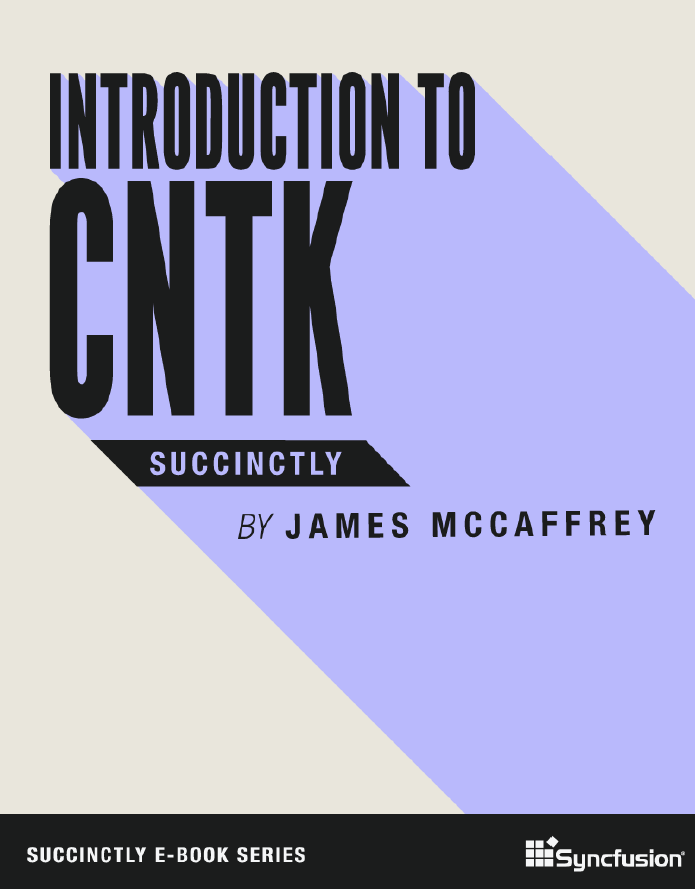 INTRODUCTION TO
CNTK
SUCCINCTLY
BY JAMES MCCAFFREY
SUCCINCTLY E-BOOK SERIES
Syncfusion®